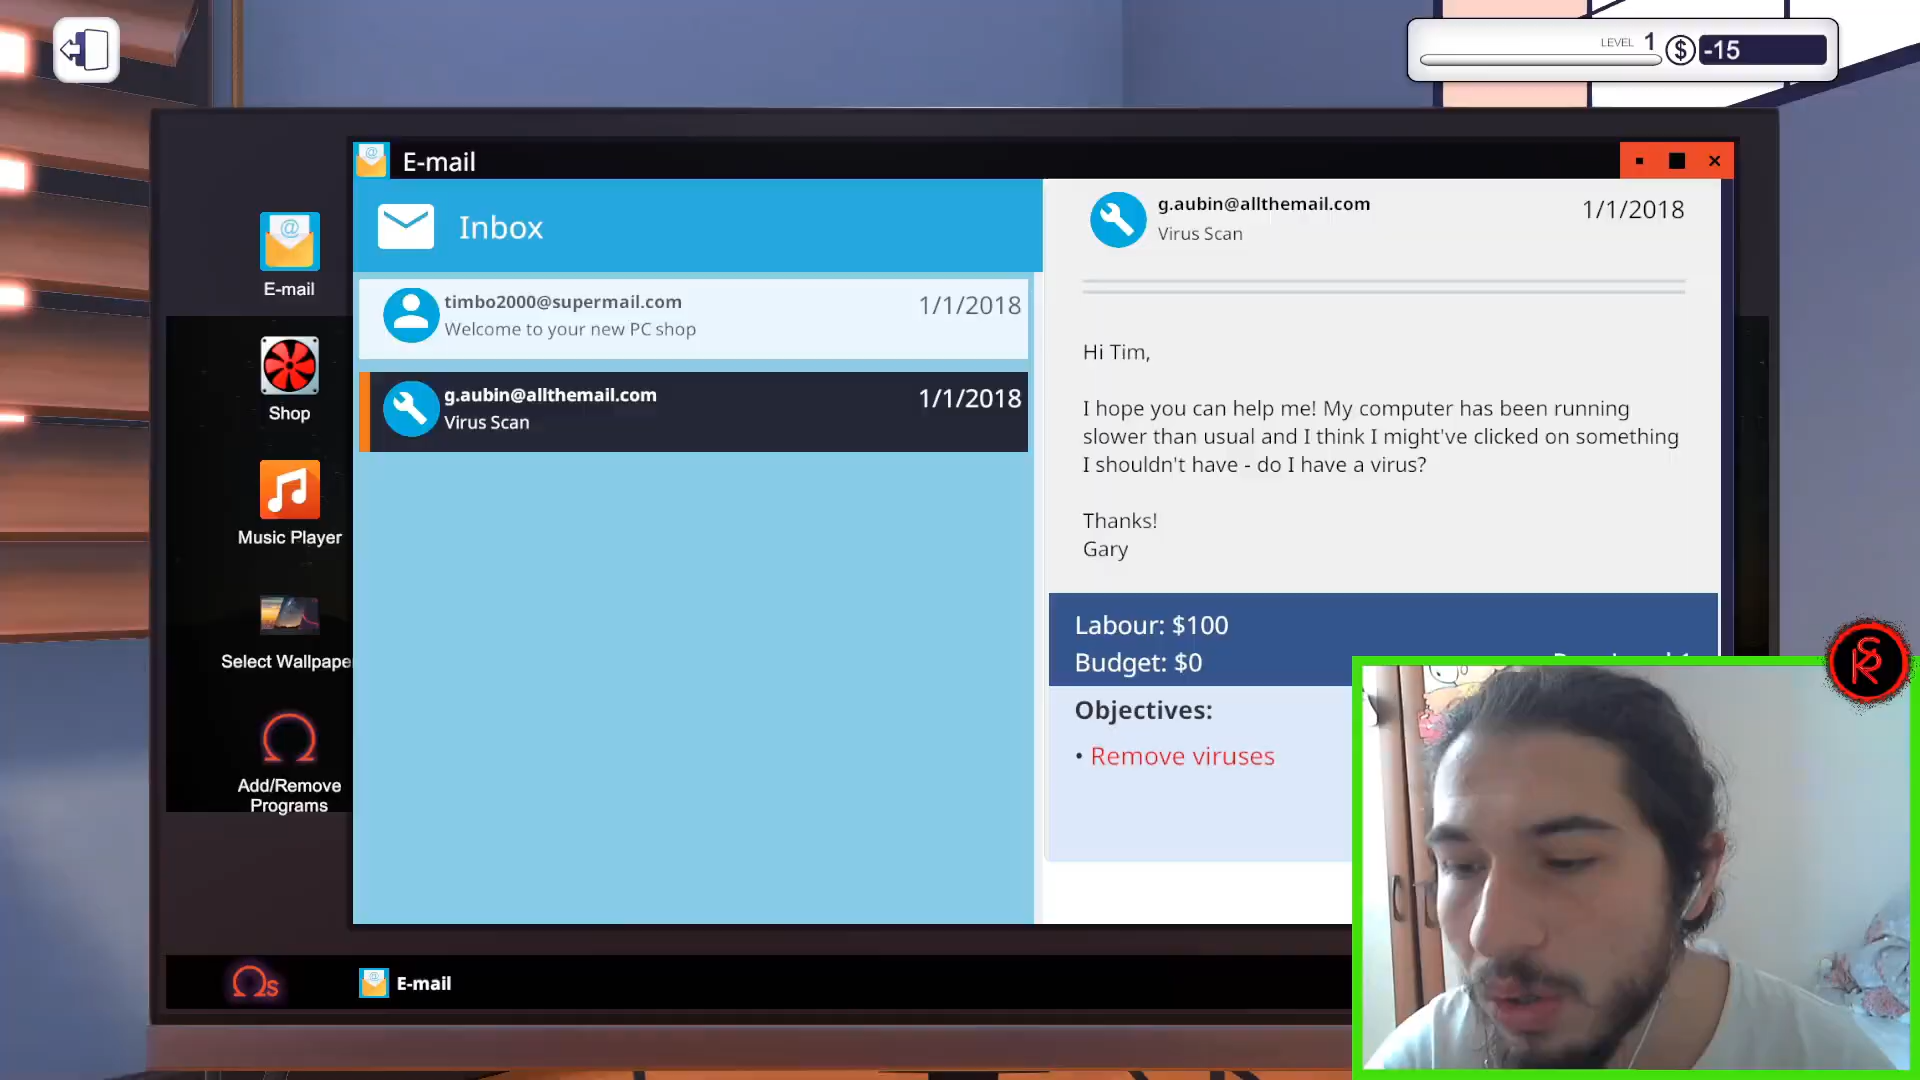 LEVEL 1
$ -15
E-mail
Inbox
timbo2000@supermail.com
1/1/2018
Welcome to your new PC shop
g.aubin@allthemail.com
1/1/2018
Virus Scan
g.aubin@allthemail.com
1/1/2018
Virus Scan
Hi Tim,
I hope you can help me! My computer has been running
slower than usual and I think I might've clicked on something
I shouldn't have - do I have a virus?
Thanks!
Gary
Labour: $100
Budget: $0
Objectives:
• Remove viruses
E-mail
Shop
Music Player
Select Wallpape
Add/Remove
Programs
Ωs
E-mail